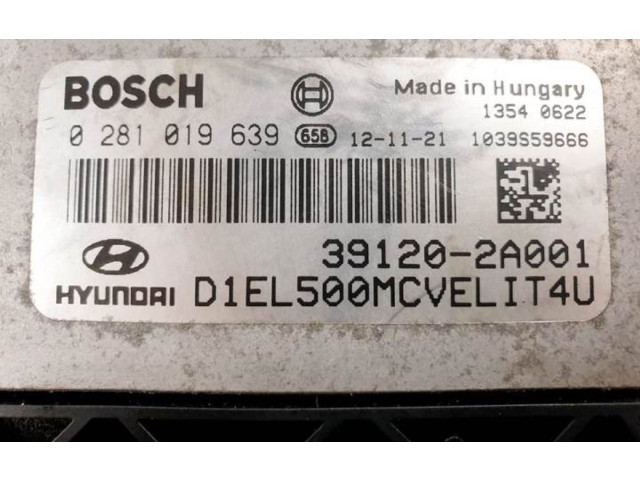 BOSCH Made in Hungary
1354 0622
0 281 019 639 658 12-11-21 1039S59666
39120-2A001
HYUNDAI D1EL500MCVELIT4U